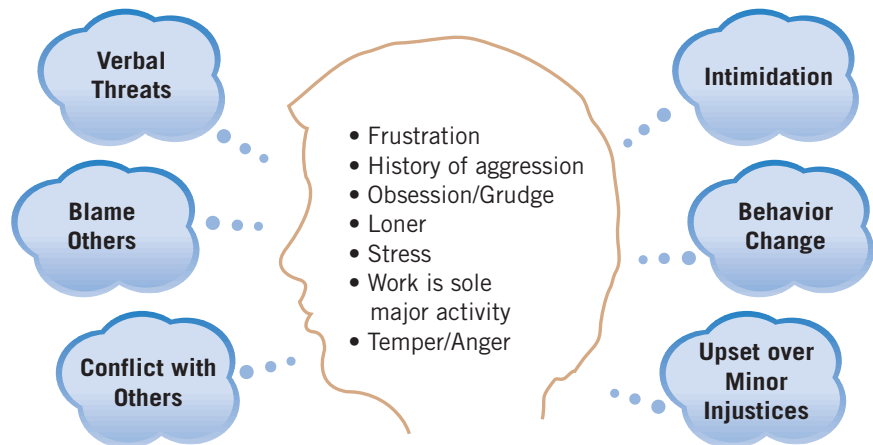 Verbal
Threats
Blame
Others
Conflict with
Others
• Frustration
• History of aggression
• Obsession/Grudge
• Loner
• Stress
• Work is sole
major activity
• Temper/Anger
Intimidation
Behavior
Change
Upset over
Minor
Injustices